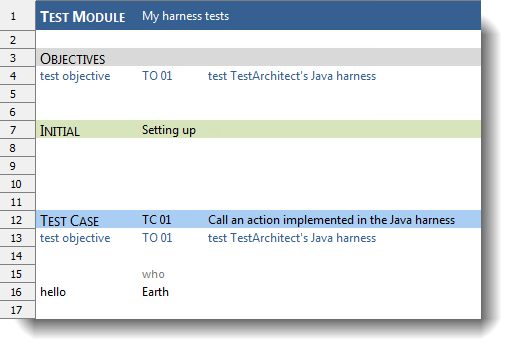 1 TEST MODULE My harness tests
2
3 OBJECTIVES
4 test objective TO 01 test TestArchitect's Java harness
5
6
7 INITIAL Setting up
8
9
10
11
12 TEST CASE TC 01 Call an action implemented in the Java harness
13 test objective TO 01 test TestArchitect's Java harness
14
15 who
16 hello Earth
17